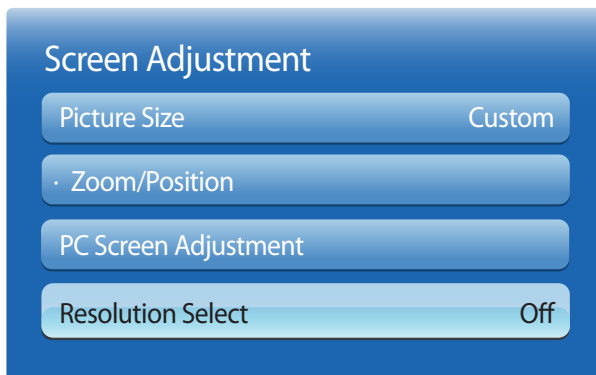 Screen Adjustment
Picture Size Custom
· Zoom/Position
PC Screen Adjustment
Resolution Select Off